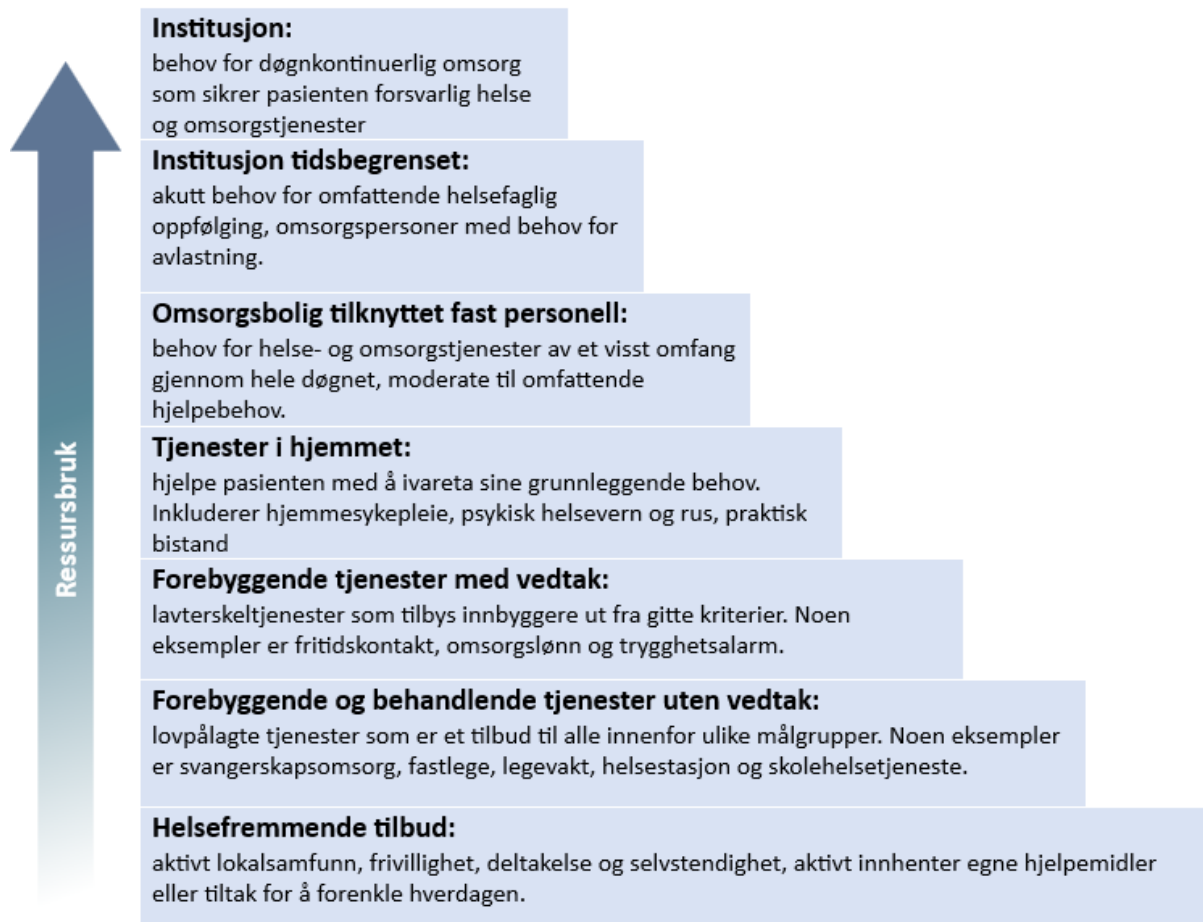 Institusjon:
behov for døgnkontinuerlig omsorg
som sikrer pasienten forsvarlig helse
og omsorgstjenester
Institusjon tidsbegrenset:
akutt behov for omfattende helsefaglig
oppfølging, omsorgspersoner med behov for
avlastning.
Omsorgsbolig tilknyttet fast personell:
behov for helse- og omsorgstjenester av et visst omfang
gjennom hele døgnet, moderate til omfattende
hjelpebehov.
Tjenester i hjemmet:
hjelpe pasienten med å ivareta sine grunnleggende behov.
Inkluderer hjemmesykepleie, psykisk helsevern og rus, praktisk
bistand
Forebyggende tjenester med vedtak:
lavterskeltjenester som tilbys innbyggere ut fra gitte kriterier. Noen
eksempler er fritidskontakt, omsorgslønn og trygghetsalarm.
Forebyggende og behandlende tjenester uten vedtak:
lovpålagte tjenester som er et tilbud til alle innenfor ulike målgrupper. Noen eksempler
er svangerskapsomsorg, fastlege, legevakt, helsestasjon og skolehelsetjeneste.
Helsefremmende tilbud:
aktivt lokalsamfunn, frivillighet, deltakelse og selvstendighet, aktivt innhenter egne hjelpemidler
eller tiltak for å forenkle hverdagen.
Ressursbruk